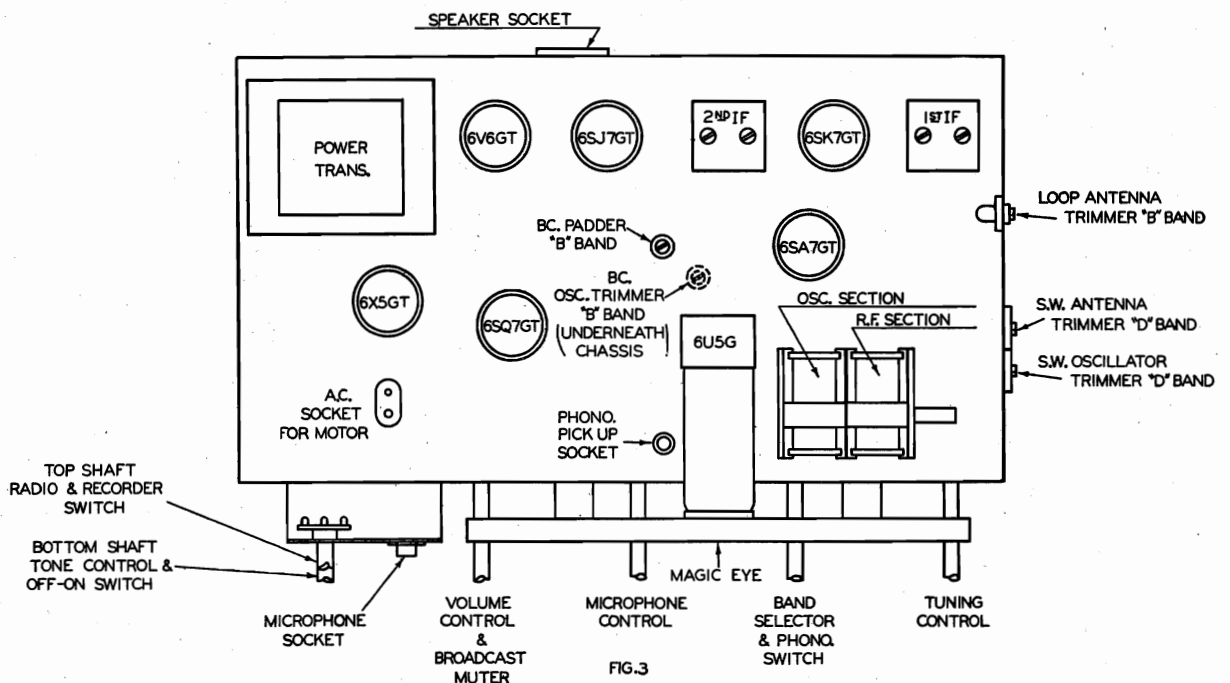 SPEAKER SOCKET
POWER
TRANS.
6V6GT
6SJ7GT
2ND IF
6SK7GT
1ST IF
LOOP ANTENNA
TRIMMER "B" BAND
BC. PADDER
"B" BAND
6SA7GT
BC.
OSC. TRIMMER
"B" BAND
(UNDERNEATH)
CHASSIS
6X5GT
6SQ7GT
6U5G
OSC. SECTION
R.F. SECTION
S.W. ANTENNA
TRIMMER "D" BAND
S.W. OSCILLATOR
TRIMMER "D" BAND
A.C.
SOCKET
FOR MOTOR
PHONO.
PICK UP
SOCKET
TOP SHAFT
RADIO & RECORDER
SWITCH
BOTTOM SHAFT
TONE CONTROL &
OFF-ON SWITCH
MICROPHONE
SOCKET
VOLUME
CONTROL
&
BROADCAST
MUTER
MICROPHONE
CONTROL
MAGIC EYE
BAND
SELECTOR
& PHONO.
SWITCH
TUNING
CONTROL
FIG.3